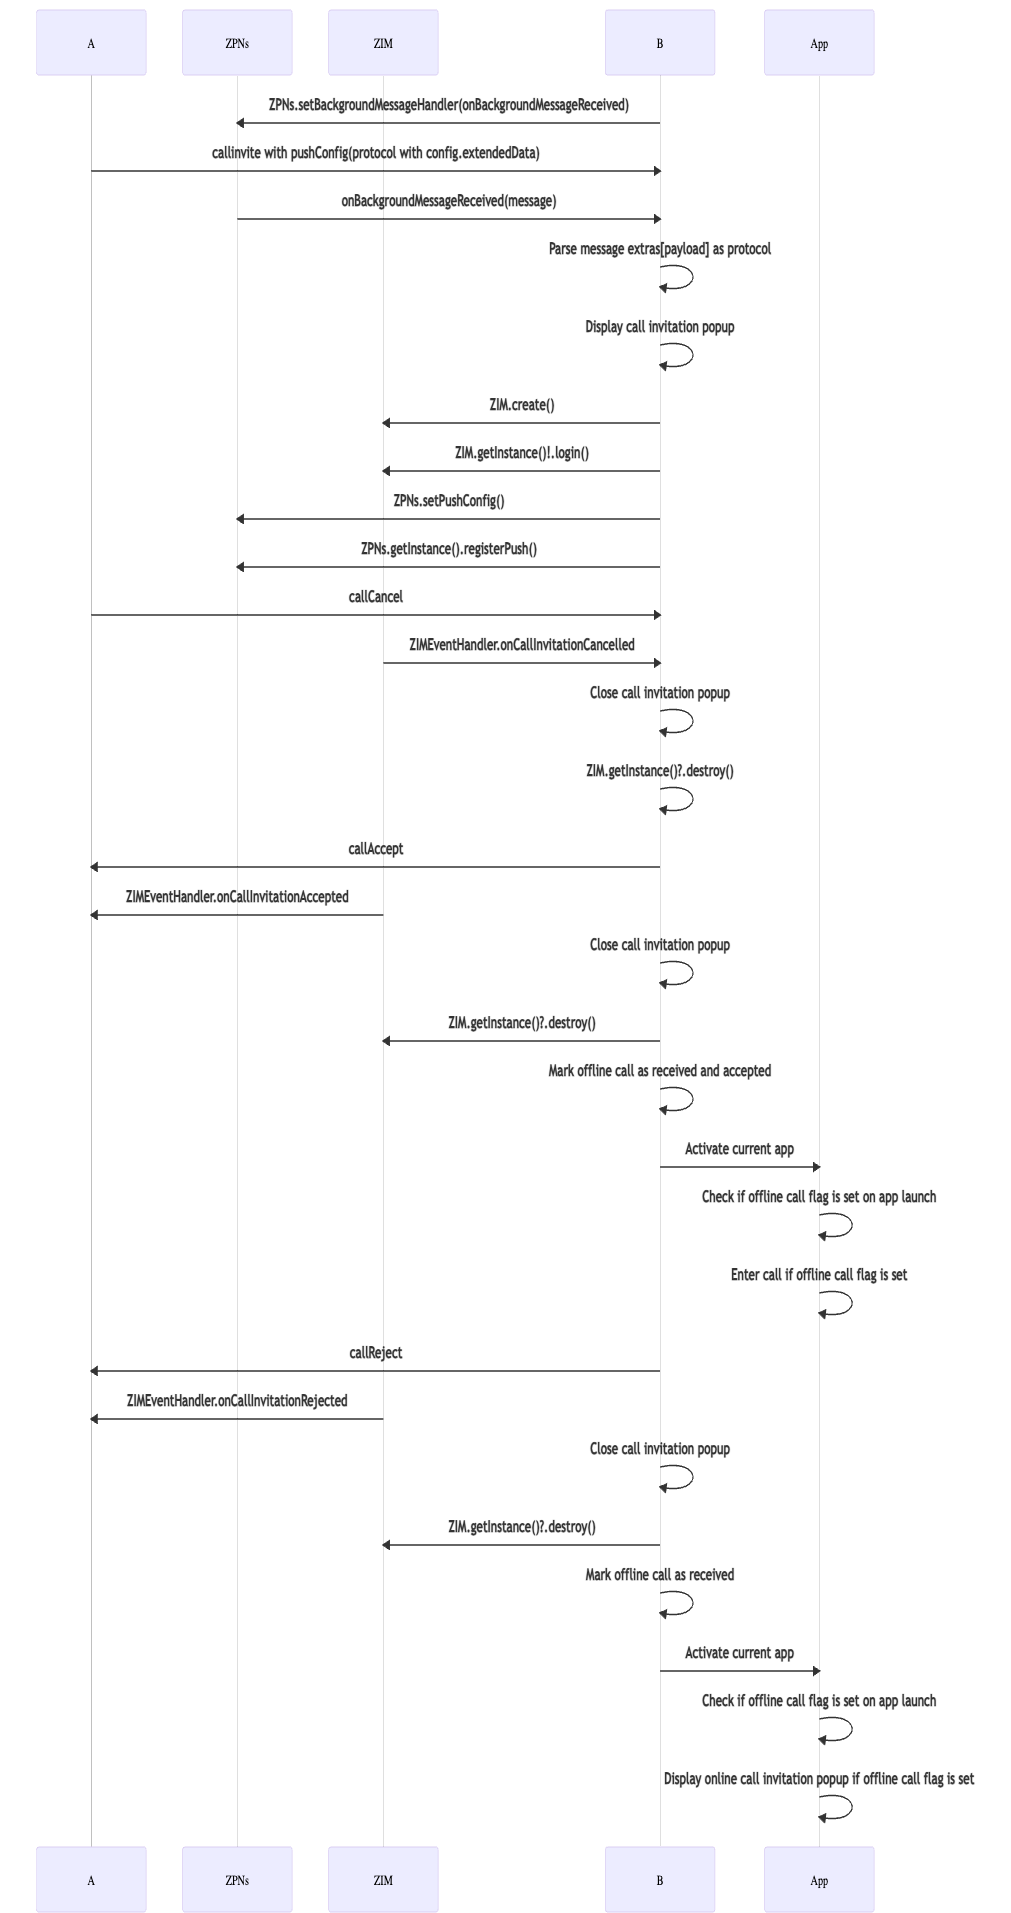 A
ZPNs
ZIM
B
App
ZPNs.setBackgroundMessageHandler(onBackgroundMessageReceived)
callinvite with pushConfig(protocol with config.extendedData)
onBackgroundMessageReceived(message)
Parse message extras[payload] as protocol
Display call invitation popup
ZIM.create()
ZIM.getInstance()!.login()
ZPNs.setPushConfig()
ZPNs.getInstance().registerPush()
callCancel
ZIMEventHandler.onCallInvitationCancelled
Close call invitation popup
ZIM.getInstance()?.destroy()
callAccept
ZIMEventHandler.onCallInvitationAccepted
Close call invitation popup
ZIM.getInstance()?.destroy()
Mark offline call as received and accepted
Activate current app
Check if offline call flag is set on app launch
Enter call if offline call flag is set
callReject
ZIMEventHandler.onCallInvitationRejected
Close call invitation popup
ZIM.getInstance()?.destroy()
Mark offline call as received
Activate current app
Check if offline call flag is set on app launch
Display online call invitation popup if offline call flag is set
A
ZPNs
ZIM
B
App